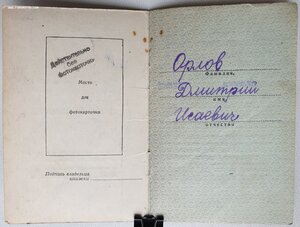 Действительно
без
фотокарточки
Место
для
фотокарточки
Подпись владельца
книжки
Орлов
Фамилия,
Дмитрий
имя,
Исаевич
отчество